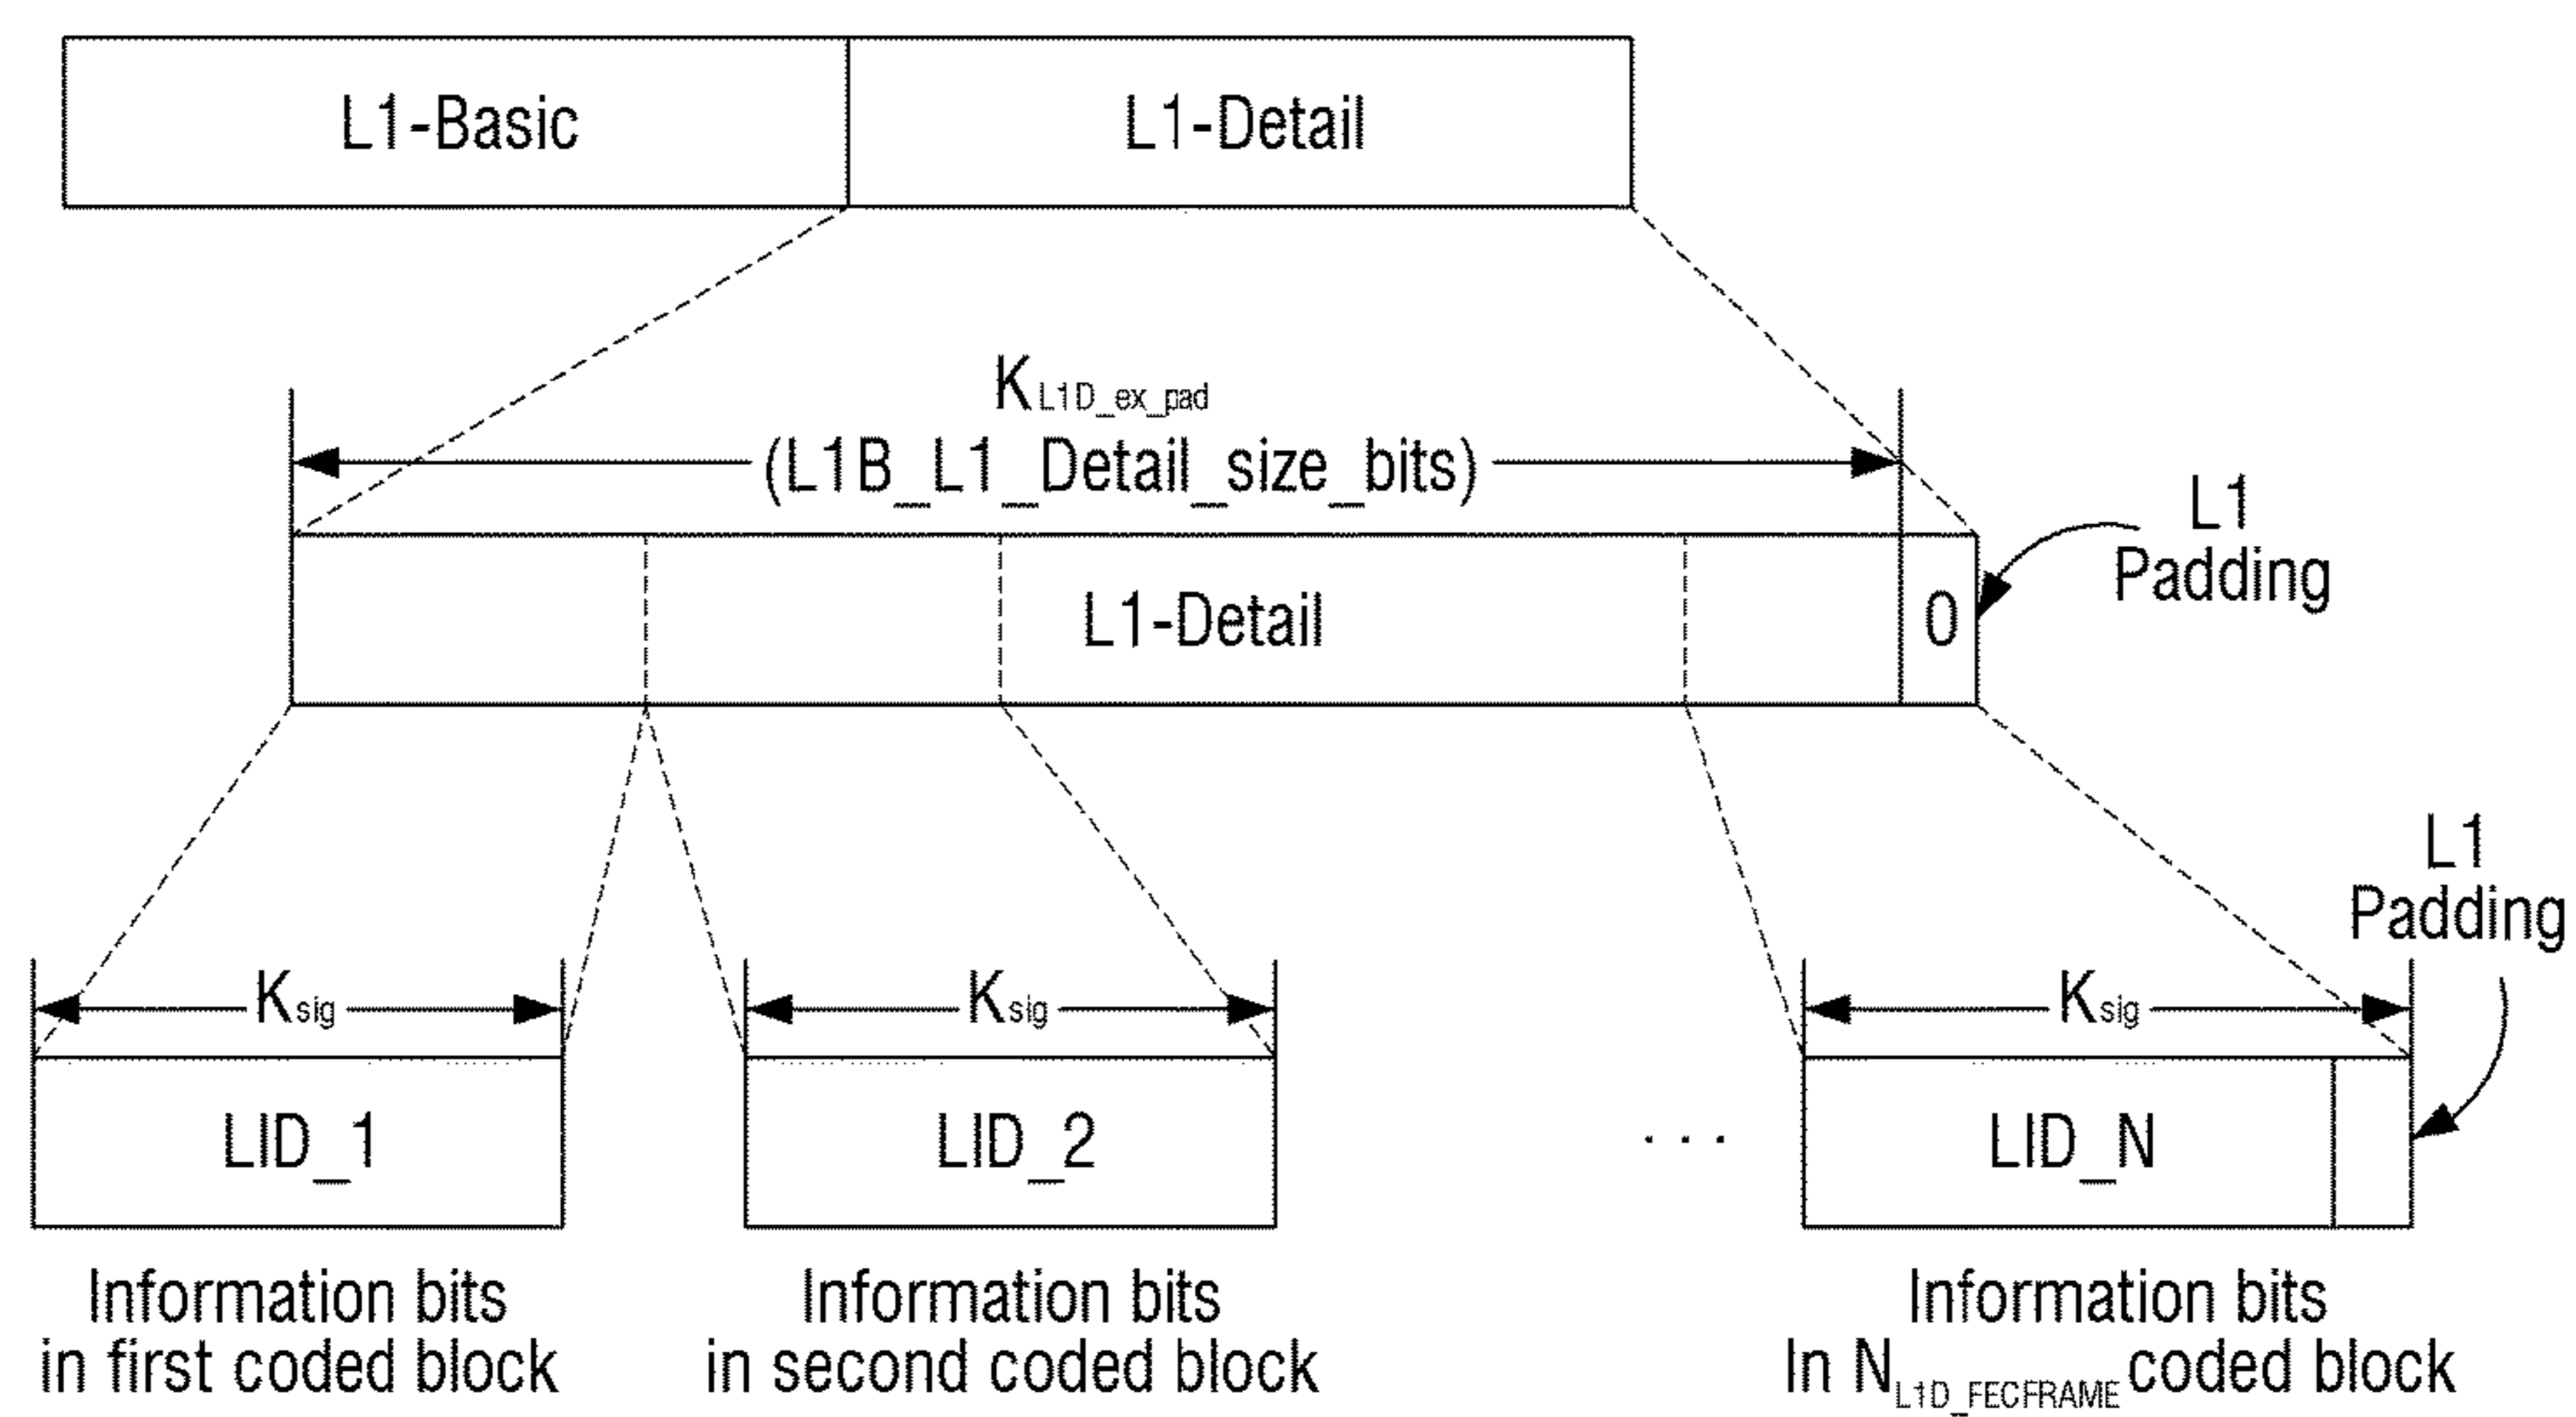 L1-Basic L1-Detail
K L1D_ex_pad
(L1B_L1_Detail_size_bits)
L1
Padding
L1-Detail 0
L1
Padding
Ksig Ksig Ksig
LID_1 LID_2 ... LID_N
Information bits
in first coded block
Information bits
in second coded block
Information bits
In NL1D_FECFRAME coded block